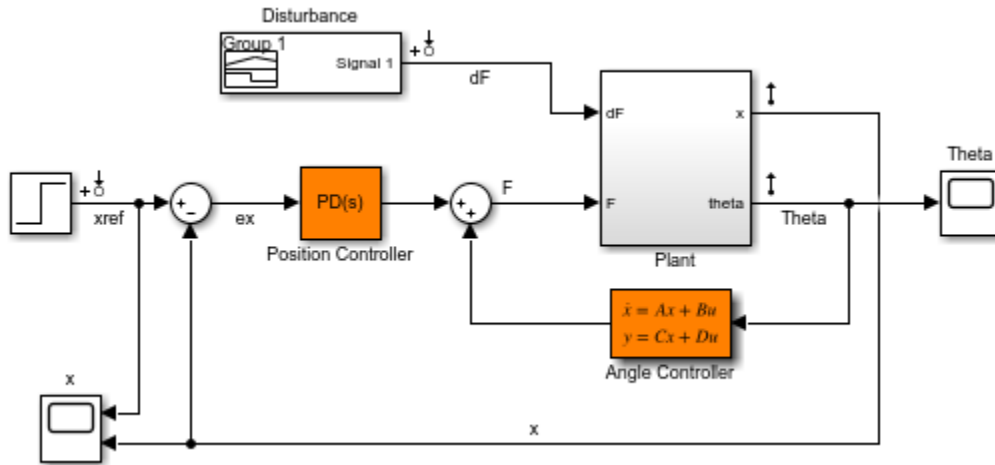 Disturbance
Group 1
Signal 1
dF
dF
x
F
theta
Plant
Theta
Theta
xref
+
−
ex
PD(s)
Position Controller
+
+
F
ẋ = Ax + Bu
y = Cx + Du
Angle Controller
x
x